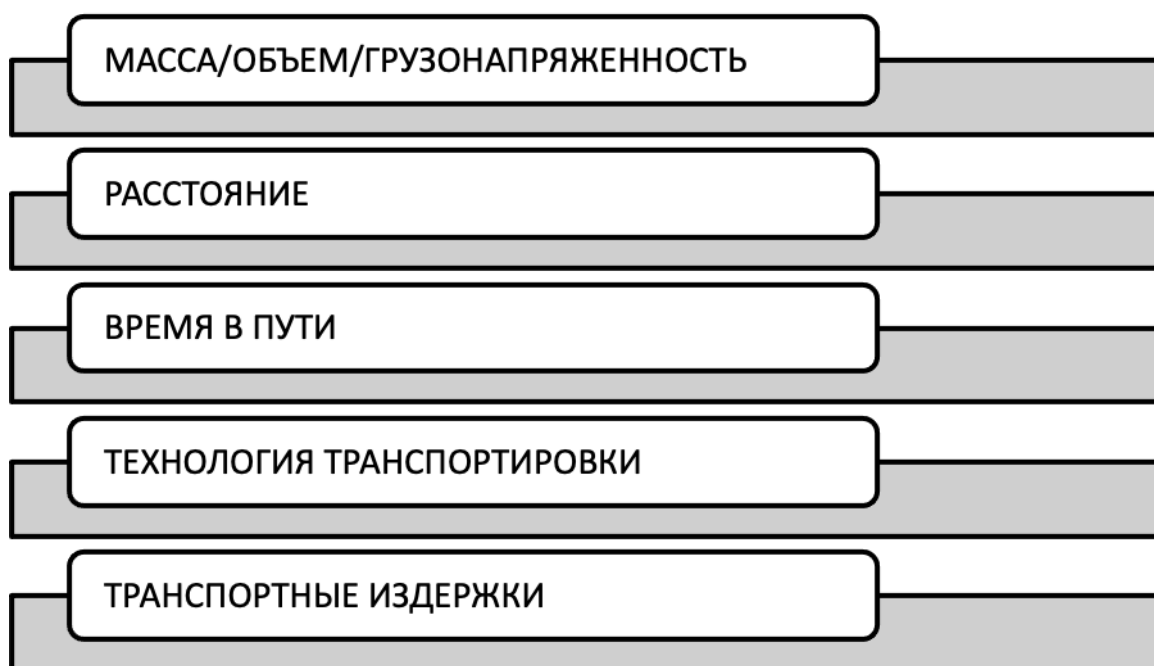 МАССА/ОБЪЕМ/ГРУЗОНАПРЯЖЕННОСТЬ
РАССТОЯНИЕ
ВРЕМЯ В ПУТИ
ТЕХНОЛОГИЯ ТРАНСПОРТИРОВКИ
ТРАНСПОРТНЫЕ ИЗДЕРЖКИ